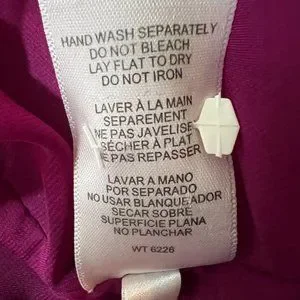 HAND WASH SEPARATELY
DO NOT BLEACH
LAY FLAT TO DRY
DO NOT IRON
LAVER À LA MAIN
SEPAREMENT
NE PAS JAVELISE
SÉCHER À PLAT
NE PAS REPASSER
LAVAR A MANO
POR SEPARADO
NO USAR BLANQUEADOR
SECAR SOBRE
SUPERFICIE PLANA
NO PLANCHAR
WT 6226